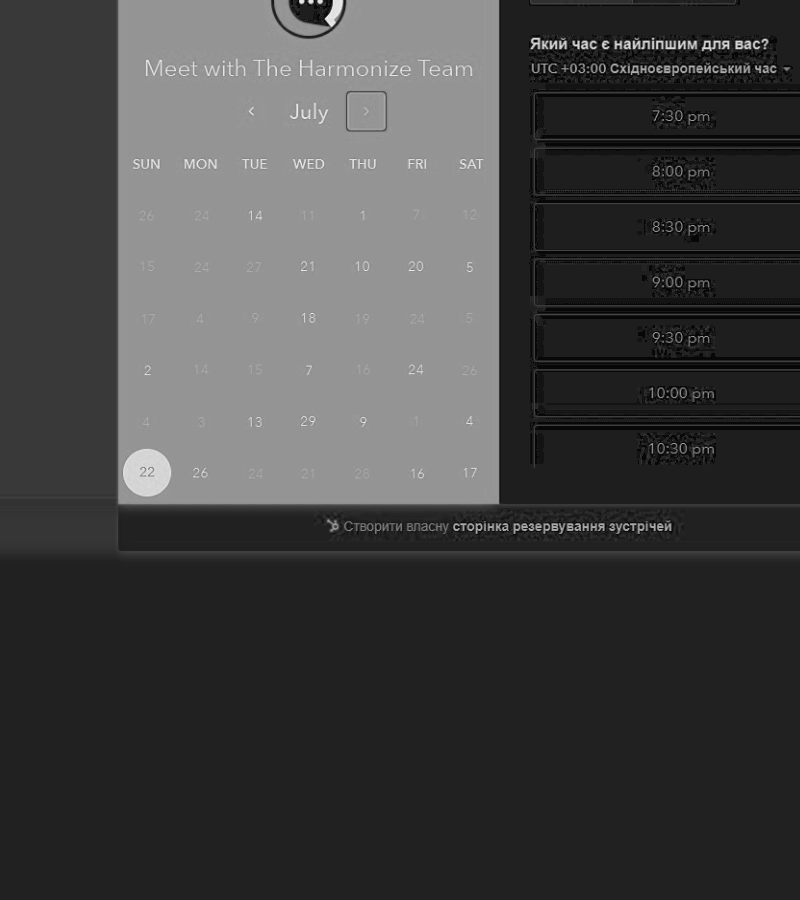 Meet with The Harmonize Team
‹ July ›
SUN MON TUE WED THU FRI SAT
26 24 14 11 1 7 12
15 24 27 21 10 20 5
17 4 9 18 19 24 5
2 14 15 7 16 24 26
4 3 13 29 9 1 4
22 26 24 21 28 16 17
Який час є найліпшим для вас?
UTC +03:00 Східноєвропейський час
7:30 pm
8:00 pm
8:30 pm
9:00 pm
9:30 pm
10:00 pm
10:30 pm
Створити власну сторінка резервування зустрічей